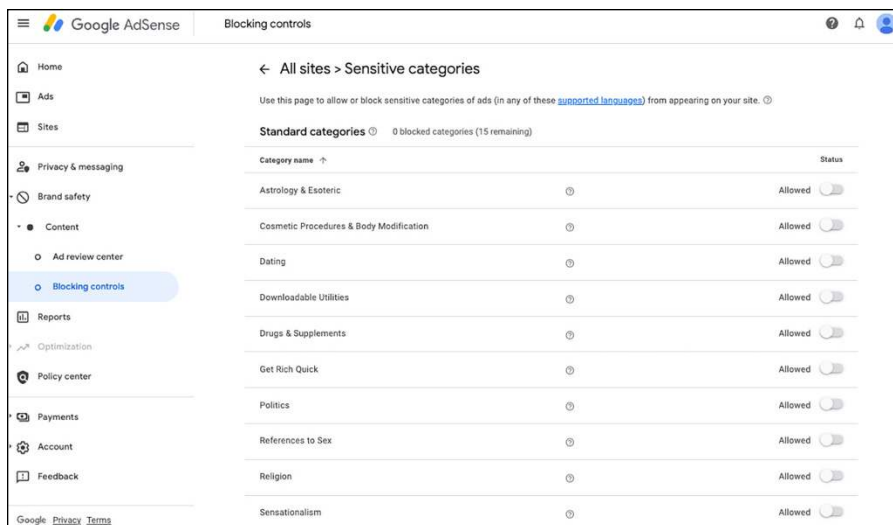 Google AdSense
Blocking controls
Home
Ads
Sites
Privacy & messaging
Brand safety
Content
Ad review center
Blocking controls
Reports
Optimization
Policy center
Payments
Account
Feedback
Google Privacy Terms
All sites > Sensitive categories
Use this page to allow or block sensitive categories of ads (in any of these supported languages) from appearing on your site.
Standard categories 0 blocked categories (15 remaining)
Category name Status
Astrology & Esoteric Allowed
Cosmetic Procedures & Body Modification Allowed
Dating Allowed
Downloadable Utilities Allowed
Drugs & Supplements Allowed
Get Rich Quick Allowed
Politics Allowed
References to Sex Allowed
Religion Allowed
Sensationalism Allowed